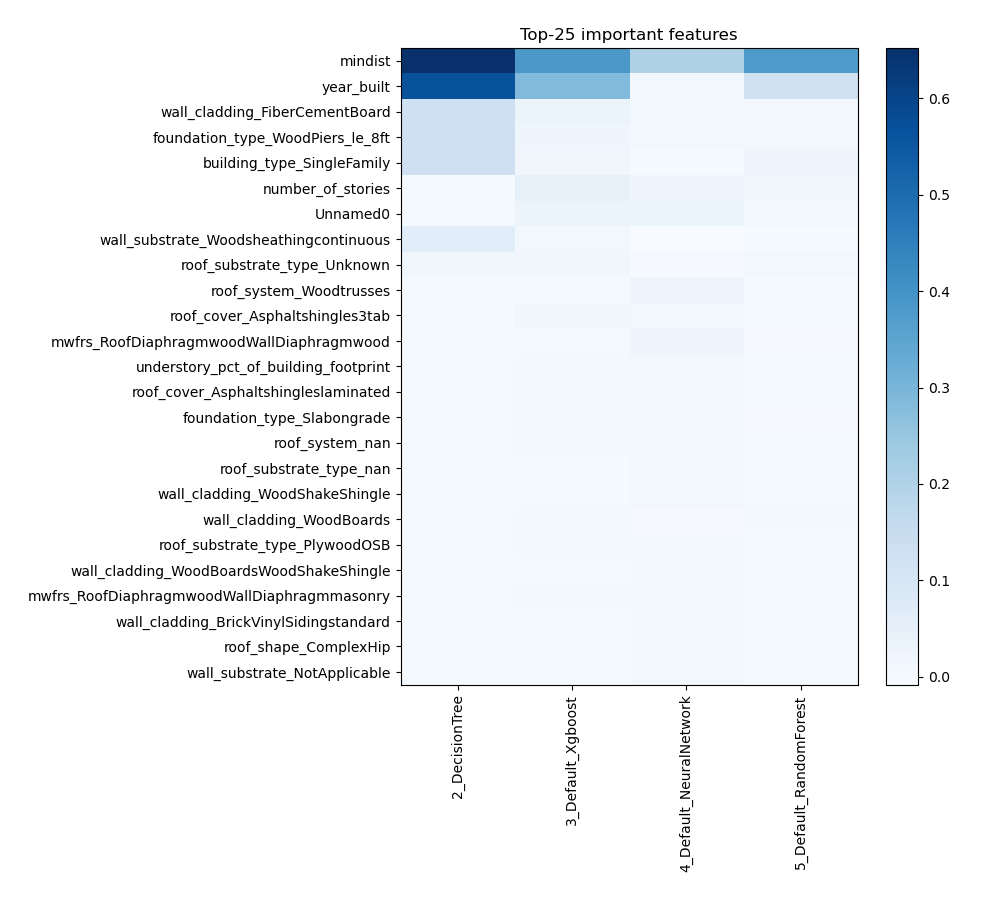 Top-25 important features
mindist
year_built
wall_cladding_FiberCementBoard
foundation_type_WoodPiers_le_8ft
building_type_SingleFamily
number_of_stories
Unnamed0
wall_substrate_Woodsheathingcontinuous
roof_substrate_type_Unknown
roof_system_Woodtrusses
roof_cover_Asphaltshingles3tab
mwfrs_RoofDiaphragmwoodWallDiaphragmwood
understory_pct_of_building_footprint
roof_cover_Asphaltshingleslaminated
foundation_type_Slabongrade
roof_system_nan
roof_substrate_type_nan
wall_cladding_WoodShakeShingle
wall_cladding_WoodBoards
roof_substrate_type_PlywoodOSB
wall_cladding_WoodBoardsWoodShakeShingle
mwfrs_RoofDiaphragmwoodWallDiaphragmmasonry
wall_cladding_BrickVinylSidingstandard
roof_shape_ComplexHip
wall_substrate_NotApplicable
2_DecisionTree
3_Default_Xgboost
4_Default_NeuralNetwork
5_Default_RandomForest
0.6
0.5
0.4
0.3
0.2
0.1
0.0